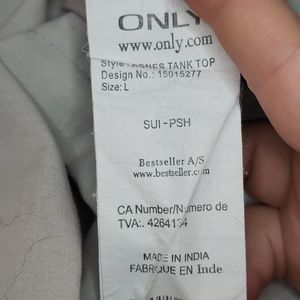 ONLY
www.only.com
Style : AGNES TANK TOP
Design No.: 15015277
Size: L
SUI-PSH
Bestseller A/S
www.bestseller.com
CA Number/Numero de
TVA:. 4264194
MADE IN INDIA
FABRIQUE EN Inde